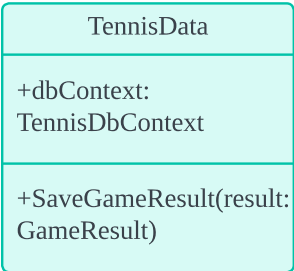 TennisData
+dbContext:
TennisDbContext
+SaveGameResult(result:
GameResult)